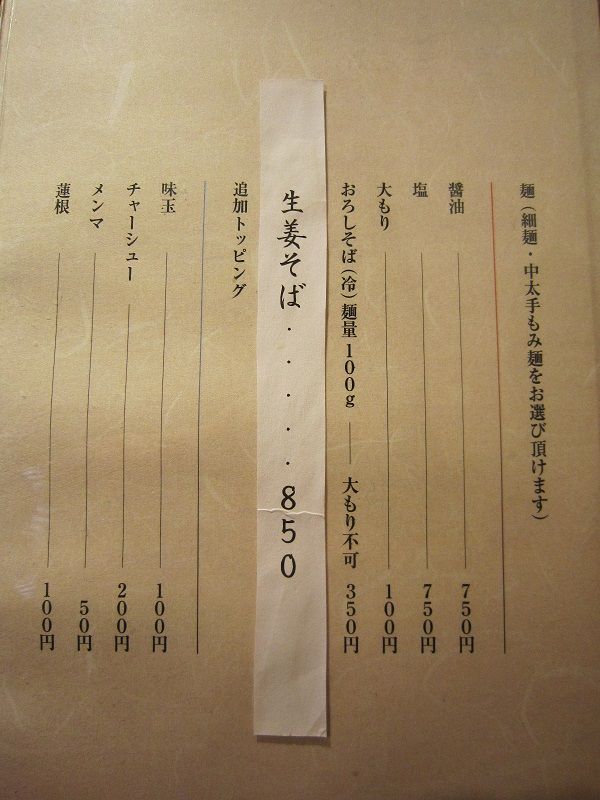 麺（細麺・中太手もみ麺をお選び頂けます）
醤油 750円
塩 750円
大もり 100円
おろしそば（冷）麺量100g 大もり不可 350円
生姜そば・・・・・・850
追加トッピング
味玉 100円
チャーシュー 200円
メンマ 50円
蓮根 100円